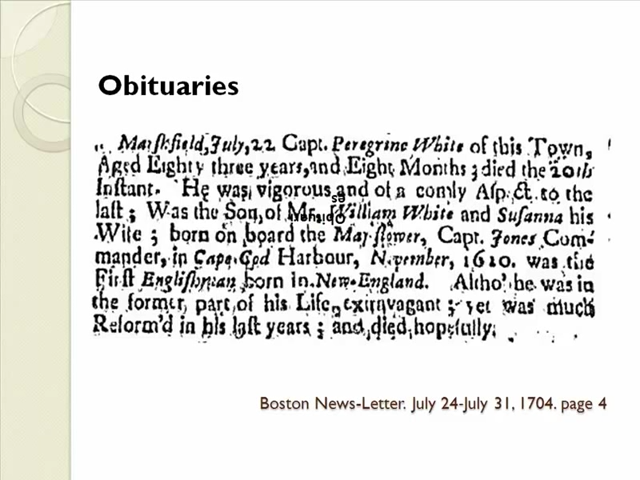 Obituaries
Marshfield, July, 22 Capt. Peregrine White of this Town,
Aged Eighty three years, and Eight Months; died the 20th
Instant. He was vigorous and of a comly Aspect to the
last; Was the Son of Mr. William White and Susanna his
Wife; born on board the Mayflower, Capt. Jones Com-
mander, in Cape Cod Harbour, November, 1620. was the
First Englishman born in New-England. Altho' he was in
the former part of his Life extravagant; yet was much
Reform'd in his last years; and died hopefully.
Boston News-Letter. July 24-July 31, 1704. page 4